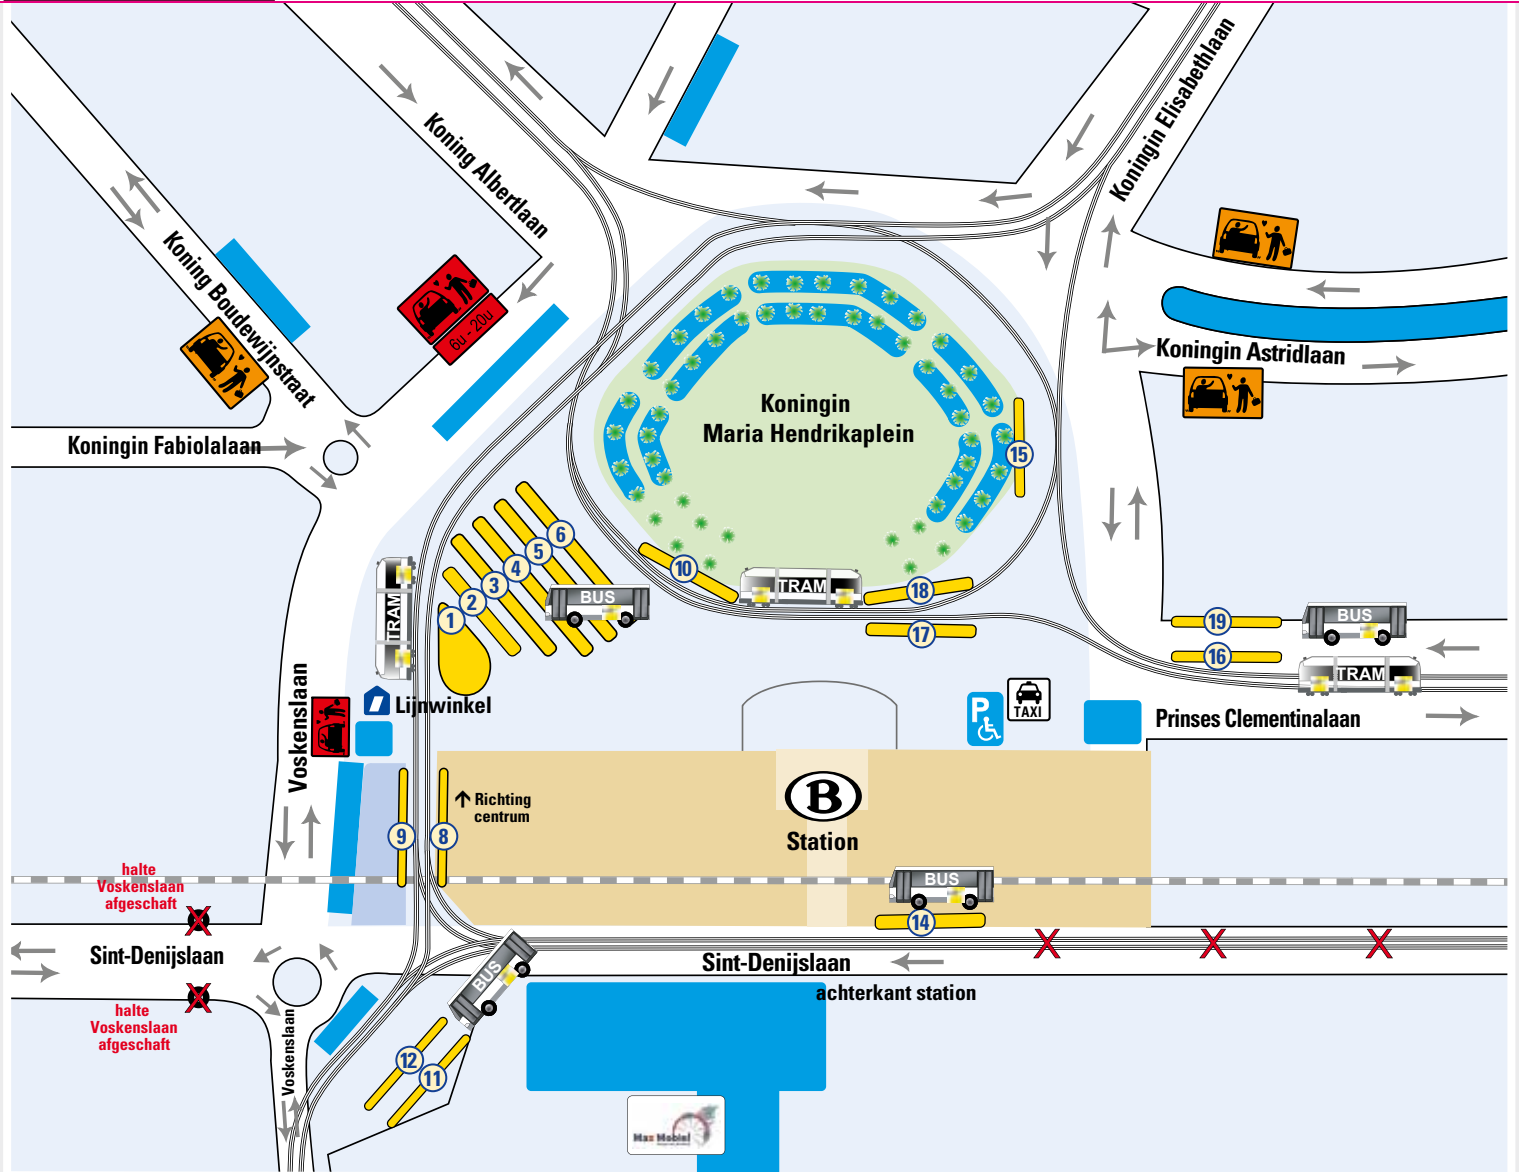 Koningin Elisabethlaan
Koning Albertlaan
Koning Boudewijnstraat
6u - 20u
Koningin Astridlaan
Koningin
Maria Hendrikaplein
Koningin Fabiolalaan
15
6
5
4
3
2
1
BUS
10
TRAM
18
17
TRAM
19
BUS
16
TRAM
Lijnwinkel
Voskenslaan
P
TAXI
Prinses Clementinalaan
Richting
centrum
B
Station
9
8
halte
Voskenslaan
afgeschaft
BUS
14
Sint-Denijslaan
Sint-Denijslaan
achterkant station
BUS
halte
Voskenslaan
afgeschaft
Voskenslaan
12
11
Max Mobiel